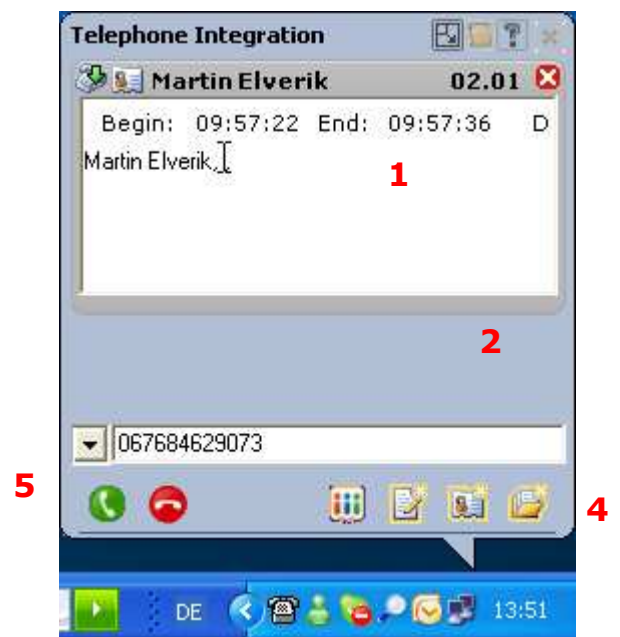 Telephone Integration
?
Martin Elverik 02.01
Begin: 09:57:22 End: 09:57:36 D
Martin Elverik,
1
2
067684629073
5
4
DE 13:51